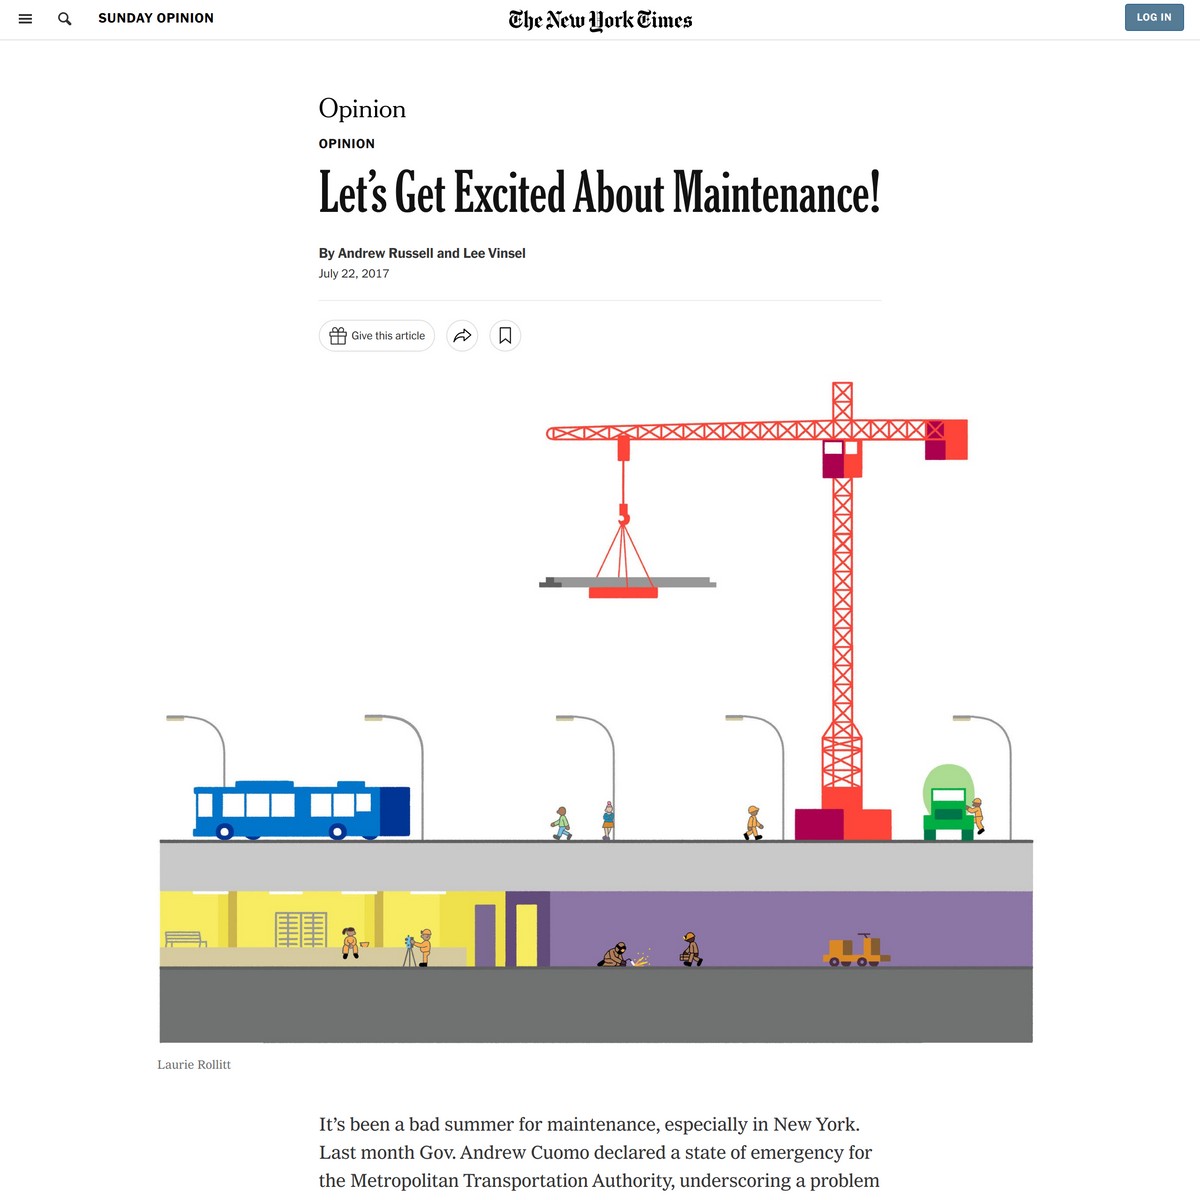 SUNDAY OPINION
The New York Times
LOG IN
Opinion
OPINION
Let’s Get Excited About Maintenance!
By Andrew Russell and Lee Vinsel
July 22, 2017
Give this article
Laurie Rollitt
It’s been a bad summer for maintenance, especially in New York.
Last month Gov. Andrew Cuomo declared a state of emergency for
the Metropolitan Transportation Authority, underscoring a problem